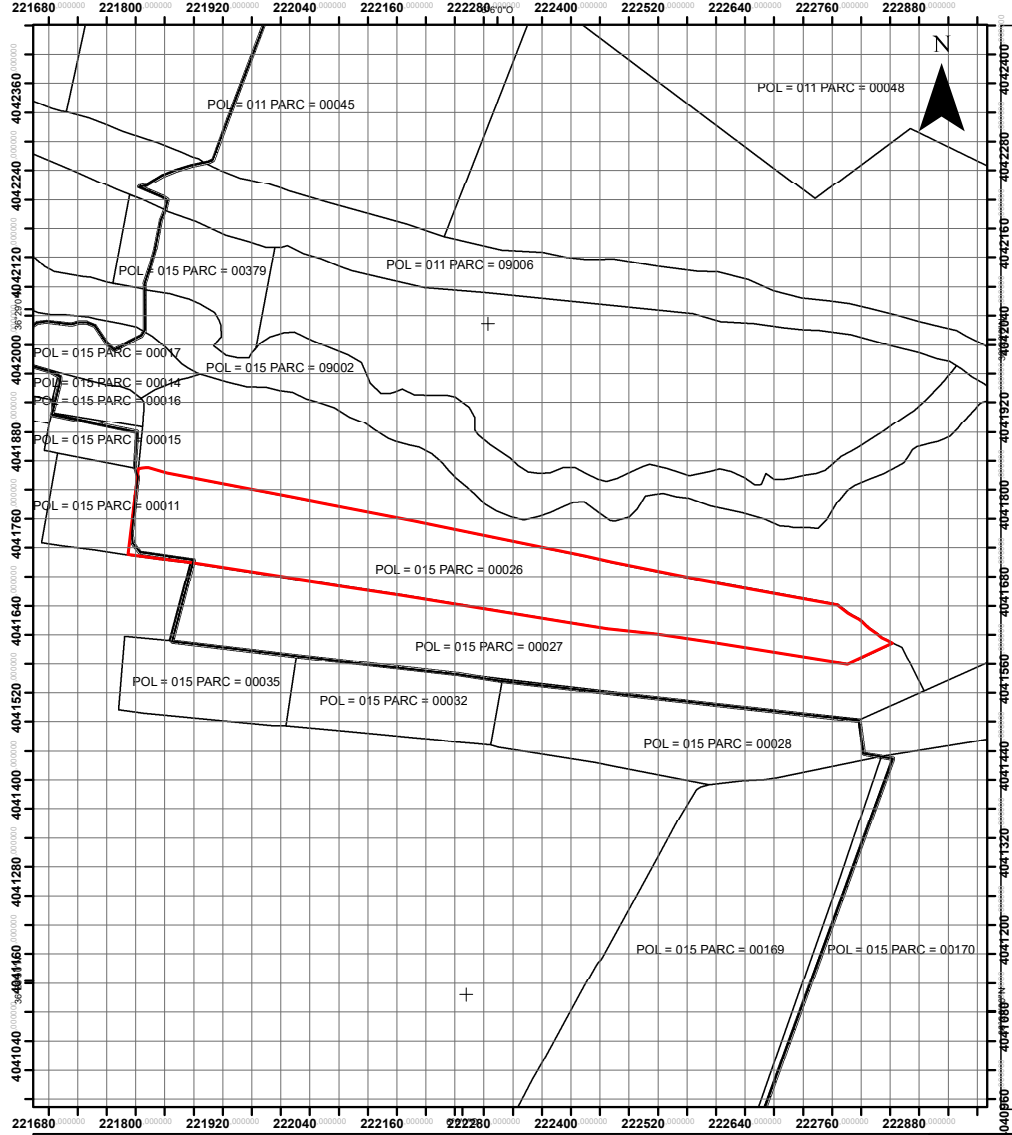 221680 221800 221920 222040 222160 222280 222400 222520 222640 222760 222880
6'0"O
N
4042400
4042360
POL = 011 PARC = 00048
POL = 011 PARC = 00045
4042280
4042240
4042160
4042120
POL = 011 PARC = 09006
POL = 015 PARC = 00379
4042040
4042000
POL = 015 PARC = 00017
POL = 015 PARC = 09002
POL = 015 PARC = 00014
POL = 015 PARC = 00016
4041920
4041880
POL = 015 PARC = 00015
4041800
4041760
POL = 015 PARC = 00011
POL = 015 PARC = 00026
4041680
4041640
POL = 015 PARC = 00027
4041560
4041520
POL = 015 PARC = 00035
POL = 015 PARC = 00032
POL = 015 PARC = 00028
4041440
4041400
4041320
4041280
4041200
4041160
POL = 015 PARC = 00169
POL = 015 PARC = 00170
4041080
4041040
4040960
221680 221800 221920 222040 222160 222280 222400 222520 222640 222760 222880